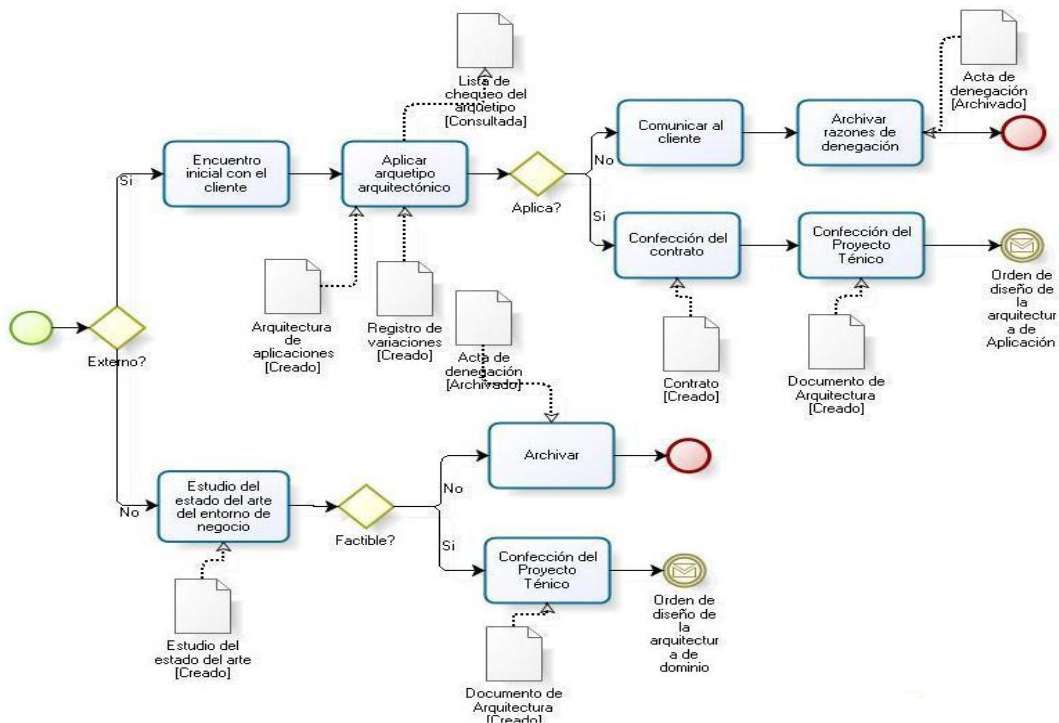 Lista de
chequeo del
arquetipo
[Consultada]
Acta de
denegación
[Archivado]
Encuentro
inicial con el
cliente
Aplicar
arquetipo
arquitectónico
Comunicar al
cliente
Archivar
razones de
denegación
Si
Aplica?
No
Si
Confección del
contrato
Confección del
Proyecto
Ténico
Orden de
diseño de
la
arquitectur
a de
Aplicación
Arquitectura
de
aplicaciones
[Creado]
Registro de
variaciones
[Creado]
Acta de
denegación
[Archivado]
Contrato
[Creado]
Documento de
Arquitectura
[Creado]
Externo?
No
Estudio del
estado del arte
del entorno de
negocio
Factible?
No
Si
Archivar
Confección del
Proyecto
Ténico
Orden de
diseño de
la
arquitectur
a de
dominio
Estudio del
estado del arte
[Creado]
Documento de
Arquitectura
[Creado]